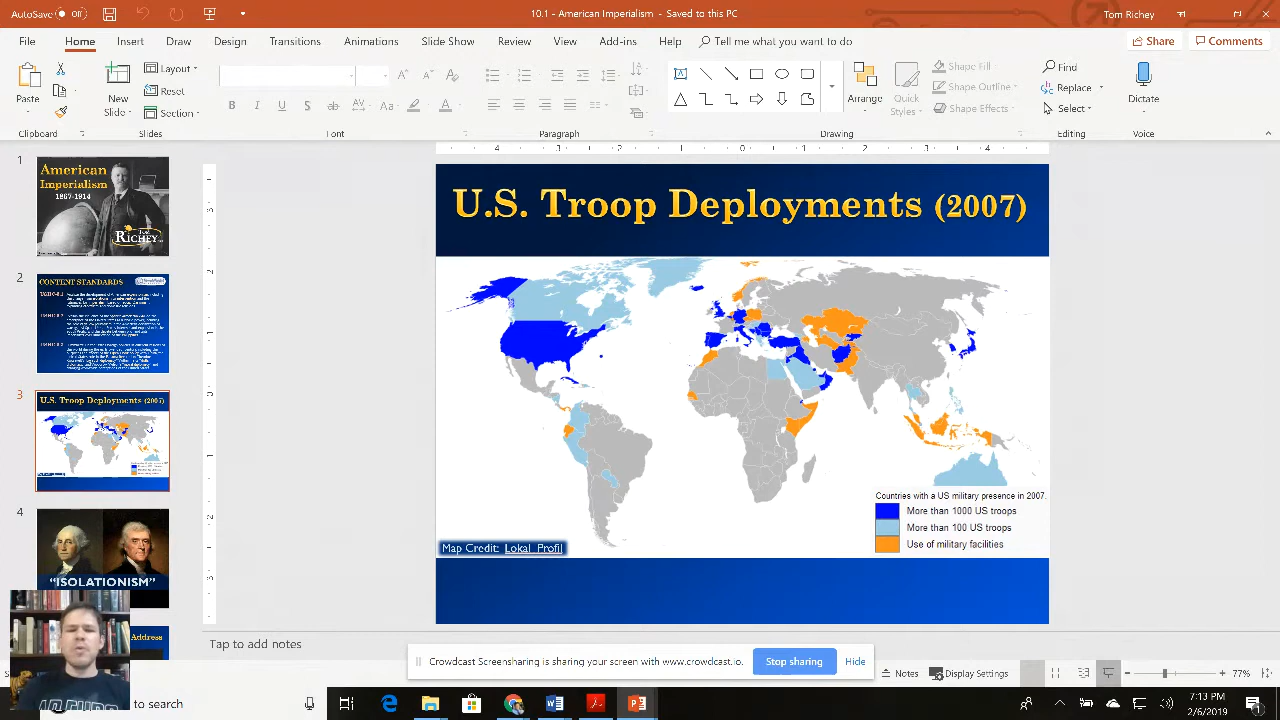 AutoSave Off
10.1 - American Imperialism - Saved to this PC
Tom Richey
File Home Insert Draw Design Transitions Animations Slide Show Review View Add-ins Help Tell me what you want to do
Share Comments
Paste
New
Slide
Layout
Reset
Section
Arrange
Quick
Styles
Shape Fill
Shape Outline
Shape Effects
Find
Replace
Select
Dictate
Clipboard Slides Font Paragraph Drawing Editing Voice
1
American
Imperialism
1867-1914
TOM
RICHEY
2
CONTENT STANDARDS
3
U.S. Troop Deployments (2007)
4
"ISOLATIONISM"
Address
U.S. Troop Deployments (2007)
Countries with a US military presence in 2007.
More than 1000 US troops
More than 100 US troops
Use of military facilities
Map Credit: Lokal_Profil
Tap to add notes
Crowdcast Screensharing is sharing your screen with www.crowdcast.io.
Stop sharing
Hide
Notes
Display Settings
77%
to search
7:13 PM
2/6/2019